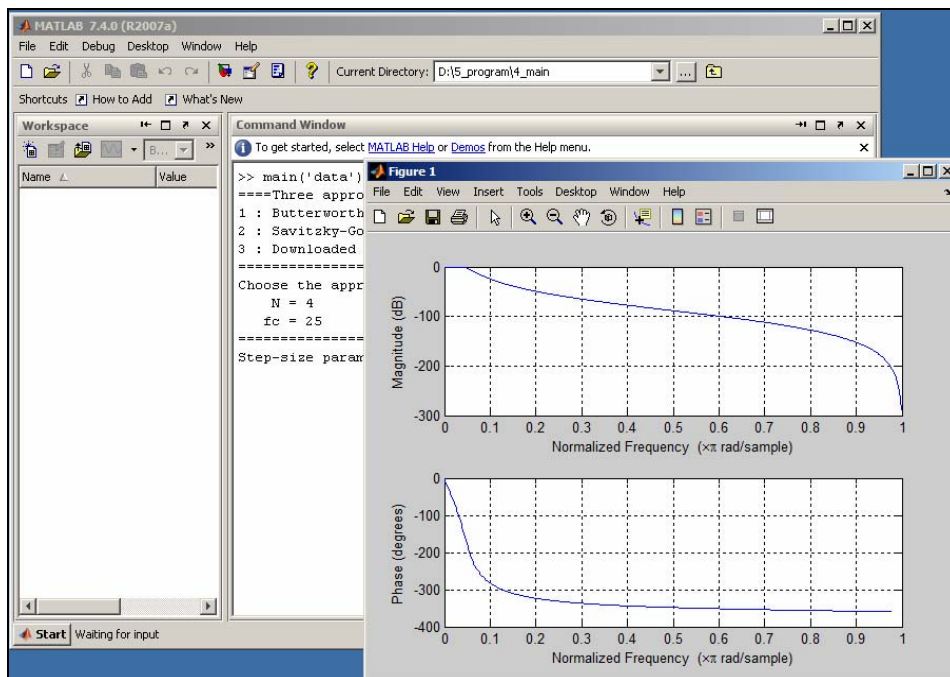 MATLAB 7.4.0 (R2007a)
File Edit Debug Desktop Window Help
Current Directory: D:\5_program\4_main
Shortcuts How to Add What's New
Workspace
B...
Name Value
Command Window
To get started, select MATLAB Help or Demos from the Help menu.
>> main('data')
====Three appro
1 : Butterworth
2 : Savitzky-Go
3 : Downloaded
Choose the appr
N = 4
fc = 25
Step-size param
Start Waiting for input
Figure 1
File Edit View Insert Tools Desktop Window Help
Magnitude (dB)
0
-100
-200
-300
0 0.1 0.2 0.3 0.4 0.5 0.6 0.7 0.8 0.9 1
Normalized Frequency (×π rad/sample)
Phase (degrees)
0
-100
-200
-300
-400
0 0.1 0.2 0.3 0.4 0.5 0.6 0.7 0.8 0.9 1
Normalized Frequency (×π rad/sample)